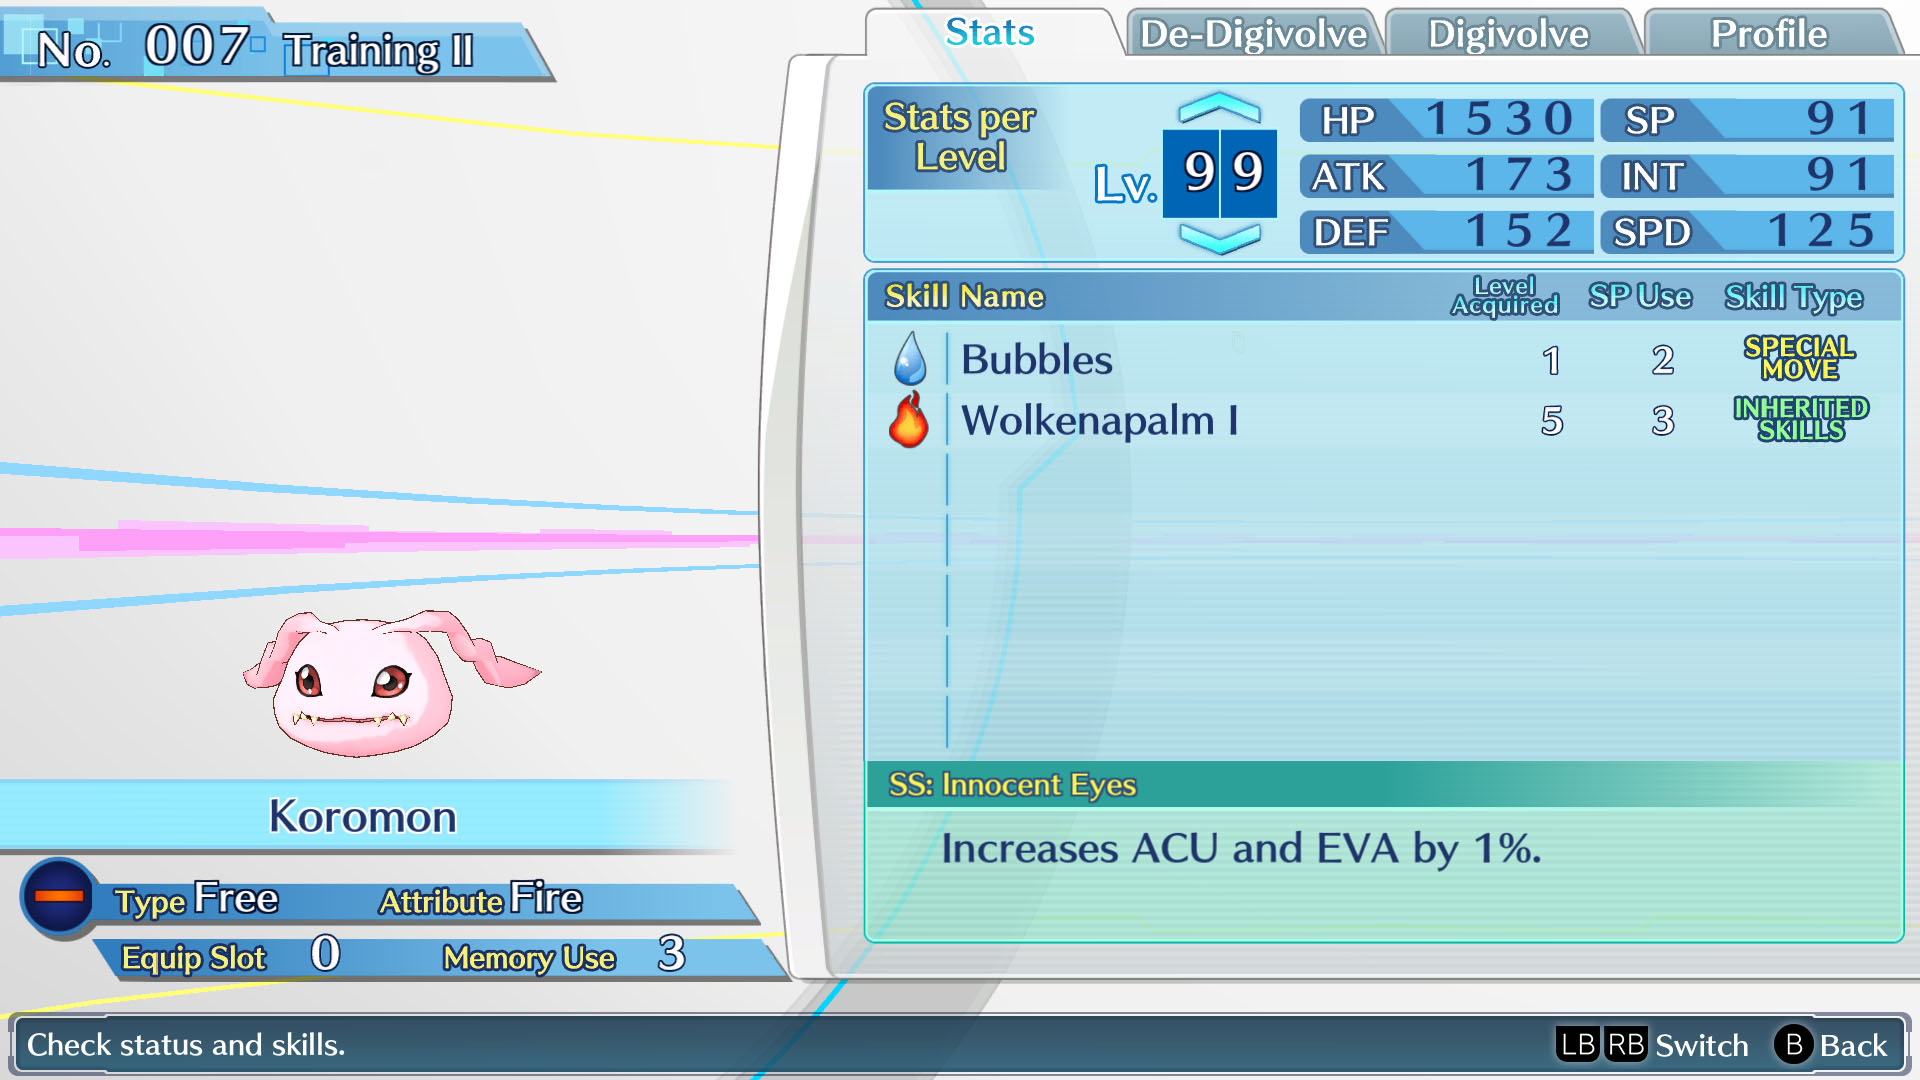 No. 007 Training II
Stats
De-Digivolve
Digivolve
Profile
Stats per
Level
Lv. 99
HP 1530
SP 91
ATK 173
INT 91
DEF 152
SPD 125
Skill Name
Level
Acquired
SP Use
Skill Type
Bubbles 1 2 SPECIAL
MOVE
Wolkenapalm I 5 3 INHERITED
SKILLS
SS: Innocent Eyes
Increases ACU and EVA by 1%.
Koromon
Type Free Attribute Fire
Equip Slot 0 Memory Use 3
Check status and skills.
LB RB Switch B Back